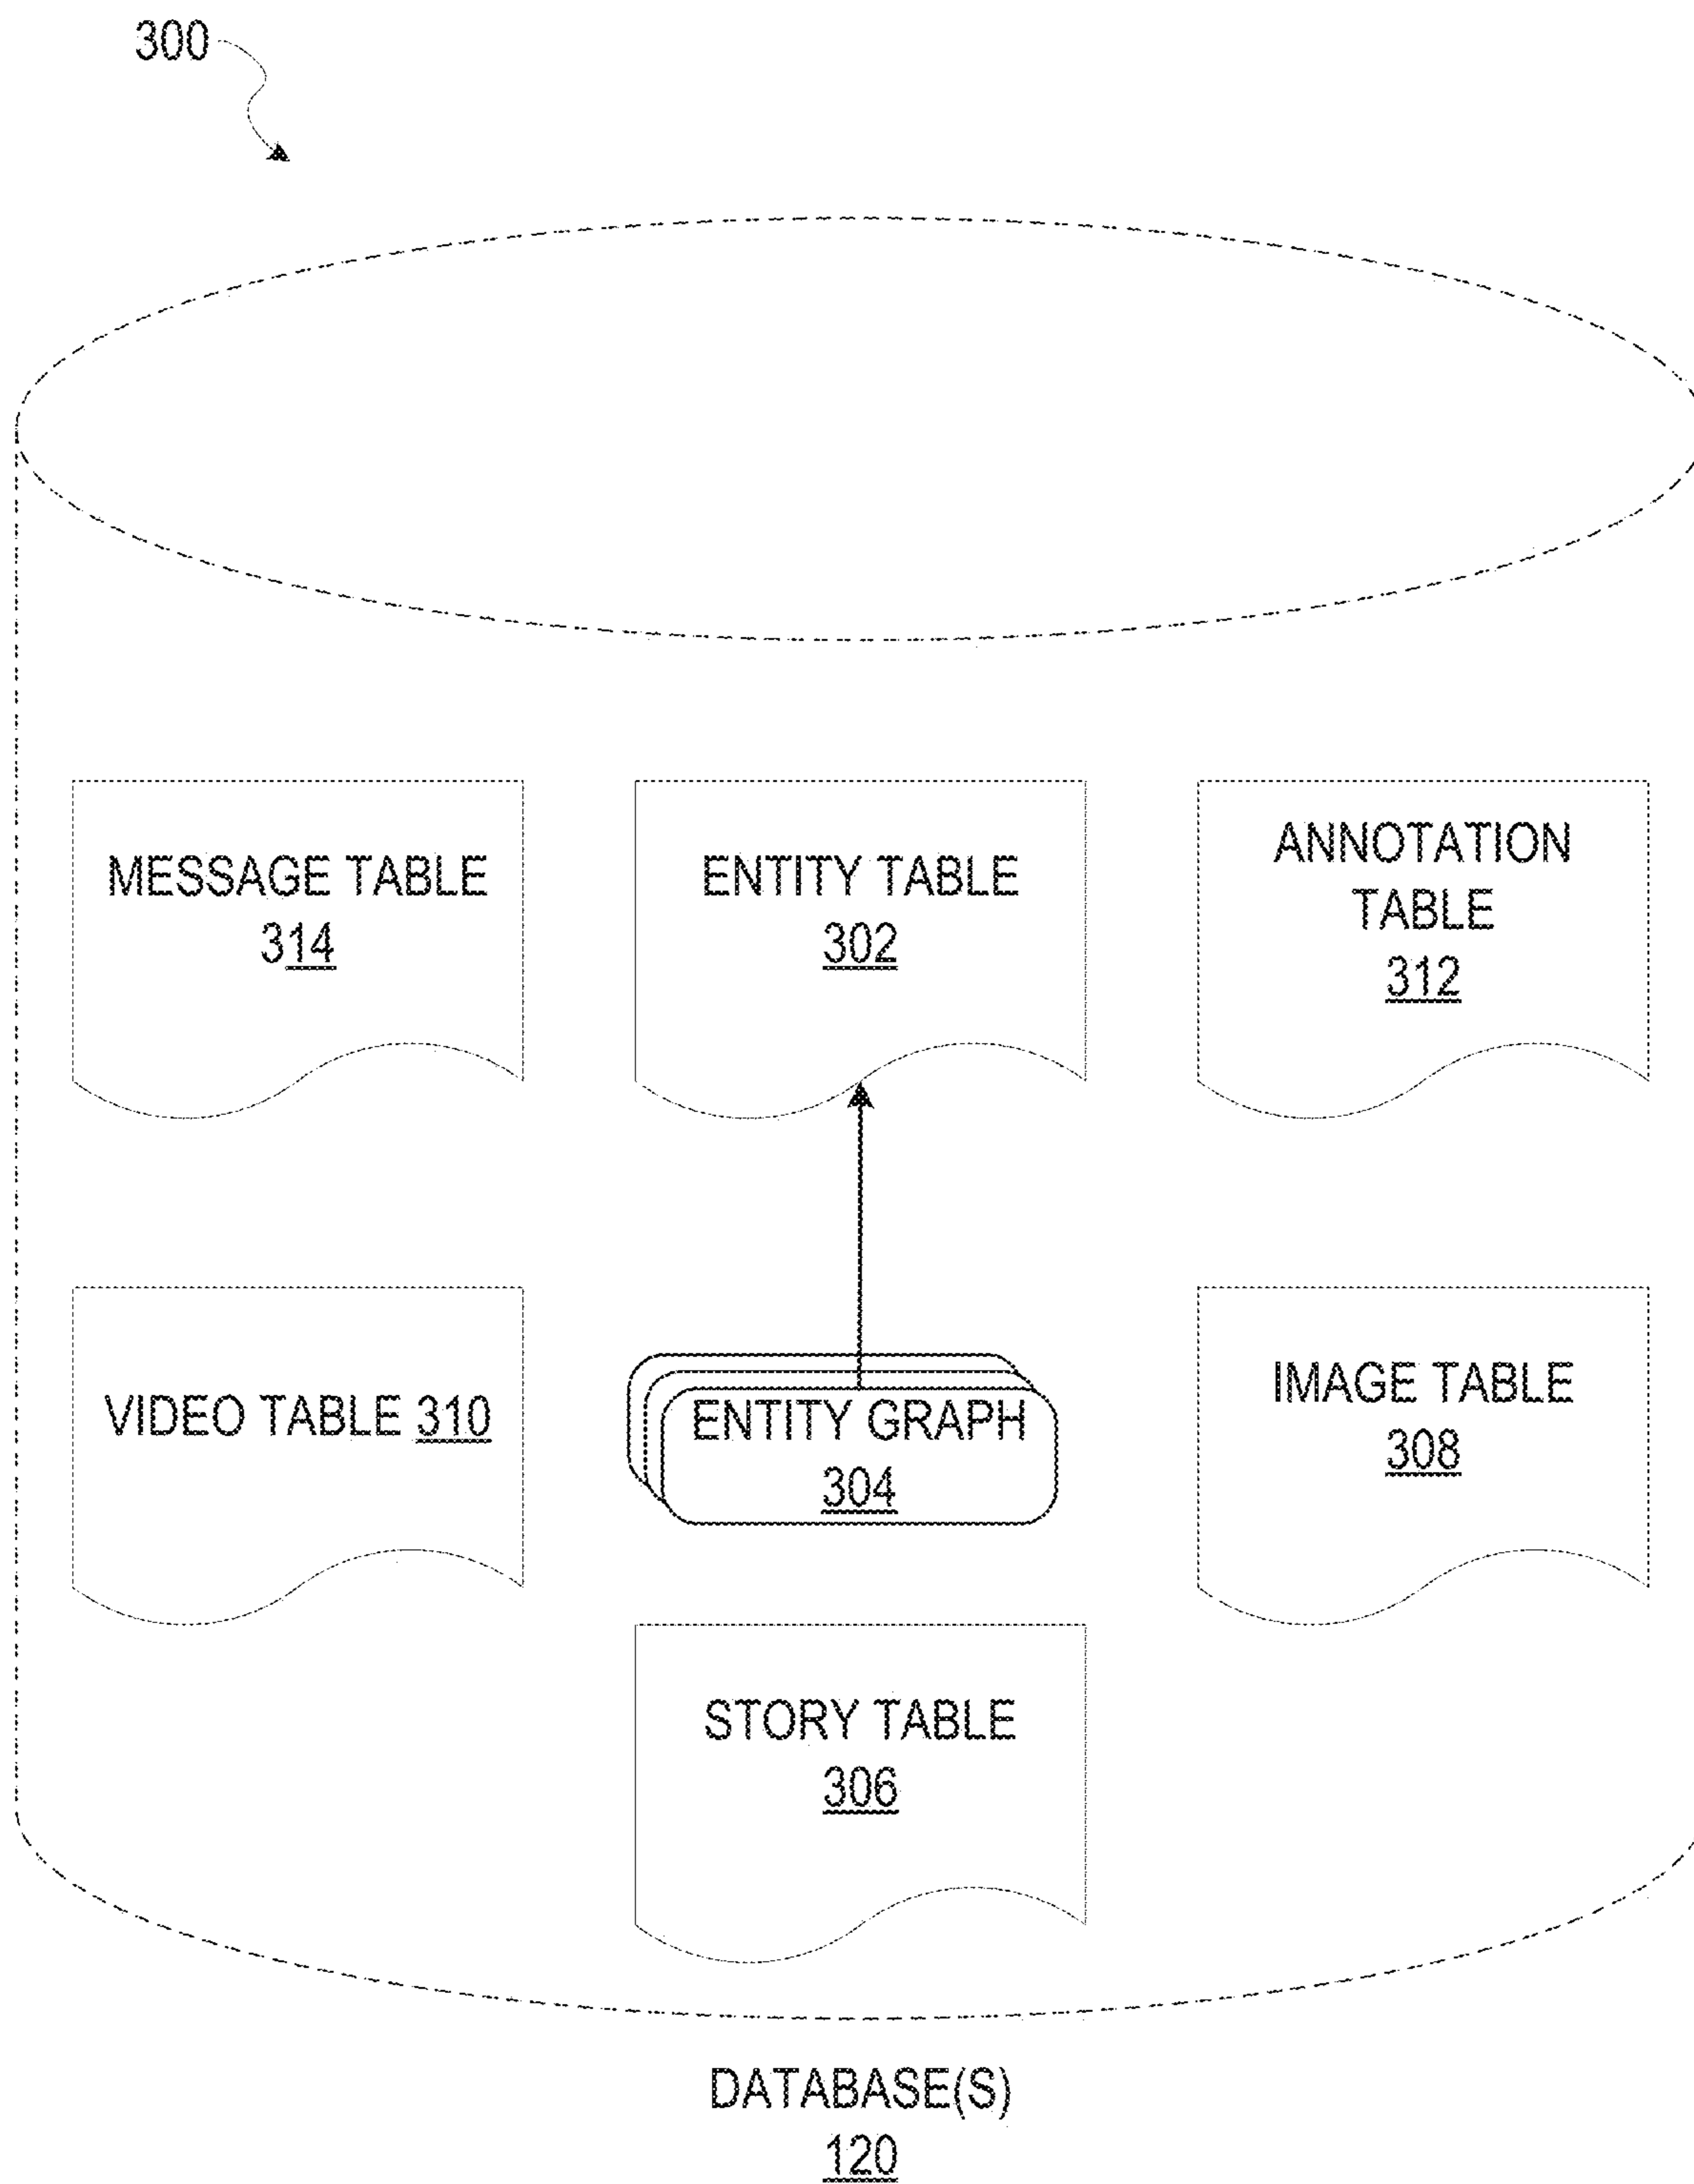 300
MESSAGE TABLE
314
ENTITY TABLE
302
ANNOTATION
TABLE
312
VIDEO TABLE 310
ENTITY GRAPH
304
IMAGE TABLE
308
STORY TABLE
306
DATABASE(S)
120